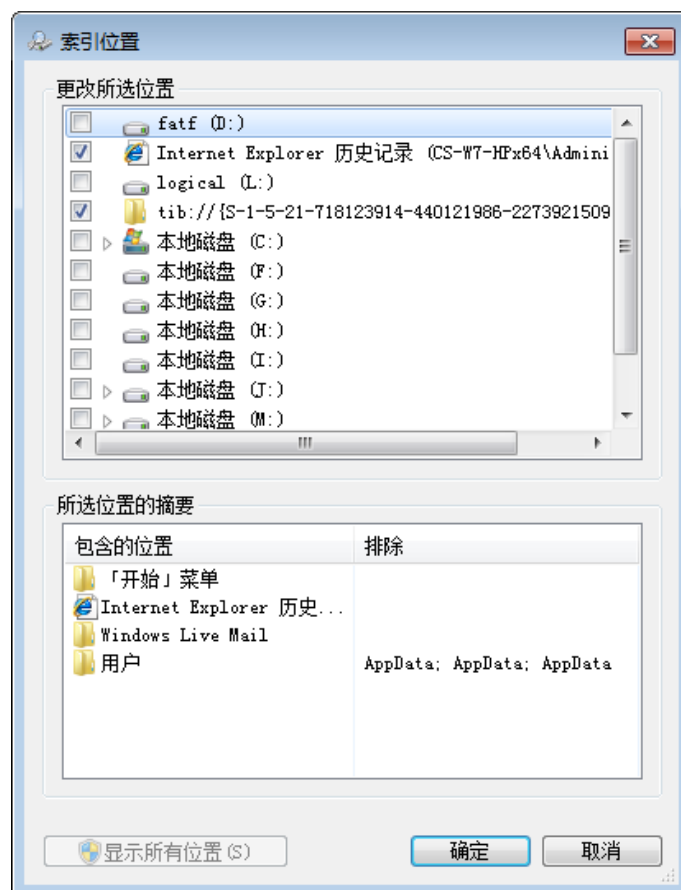 索引位置
更改所选位置
fatf (D:)
Internet Explorer 历史记录 (CS-W7-HPx64\Admini
logical (L:)
tib://{S-1-5-21-718123914-440121986-2273921509
本地磁盘 (C:)
本地磁盘 (F:)
本地磁盘 (G:)
本地磁盘 (H:)
本地磁盘 (I:)
本地磁盘 (J:)
本地磁盘 (M:)
所选位置的摘要
包含的位置 排除
「开始」菜单
Internet Explorer 历史...
Windows Live Mail
用户 AppData; AppData; AppData
显示所有位置(S) 确定 取消